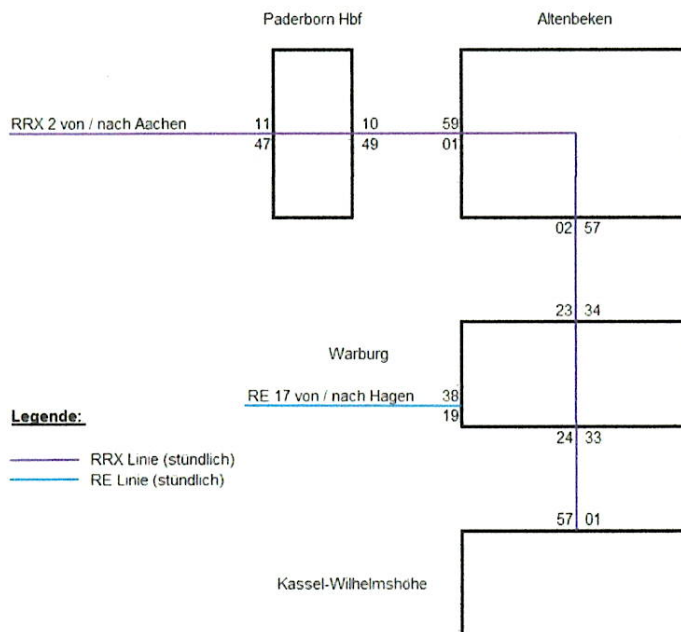 Paderborn Hbf
Altenbeken
RRX 2 von / nach Aachen
11
10
59
47
49
01
02 57
23 34
Warburg
RE 17 von / nach Hagen
38
19
Legende:
24 33
RRX Linie (stündlich)
RE Linie (stündlich)
57 01
Kassel-Wilhelmshöhe